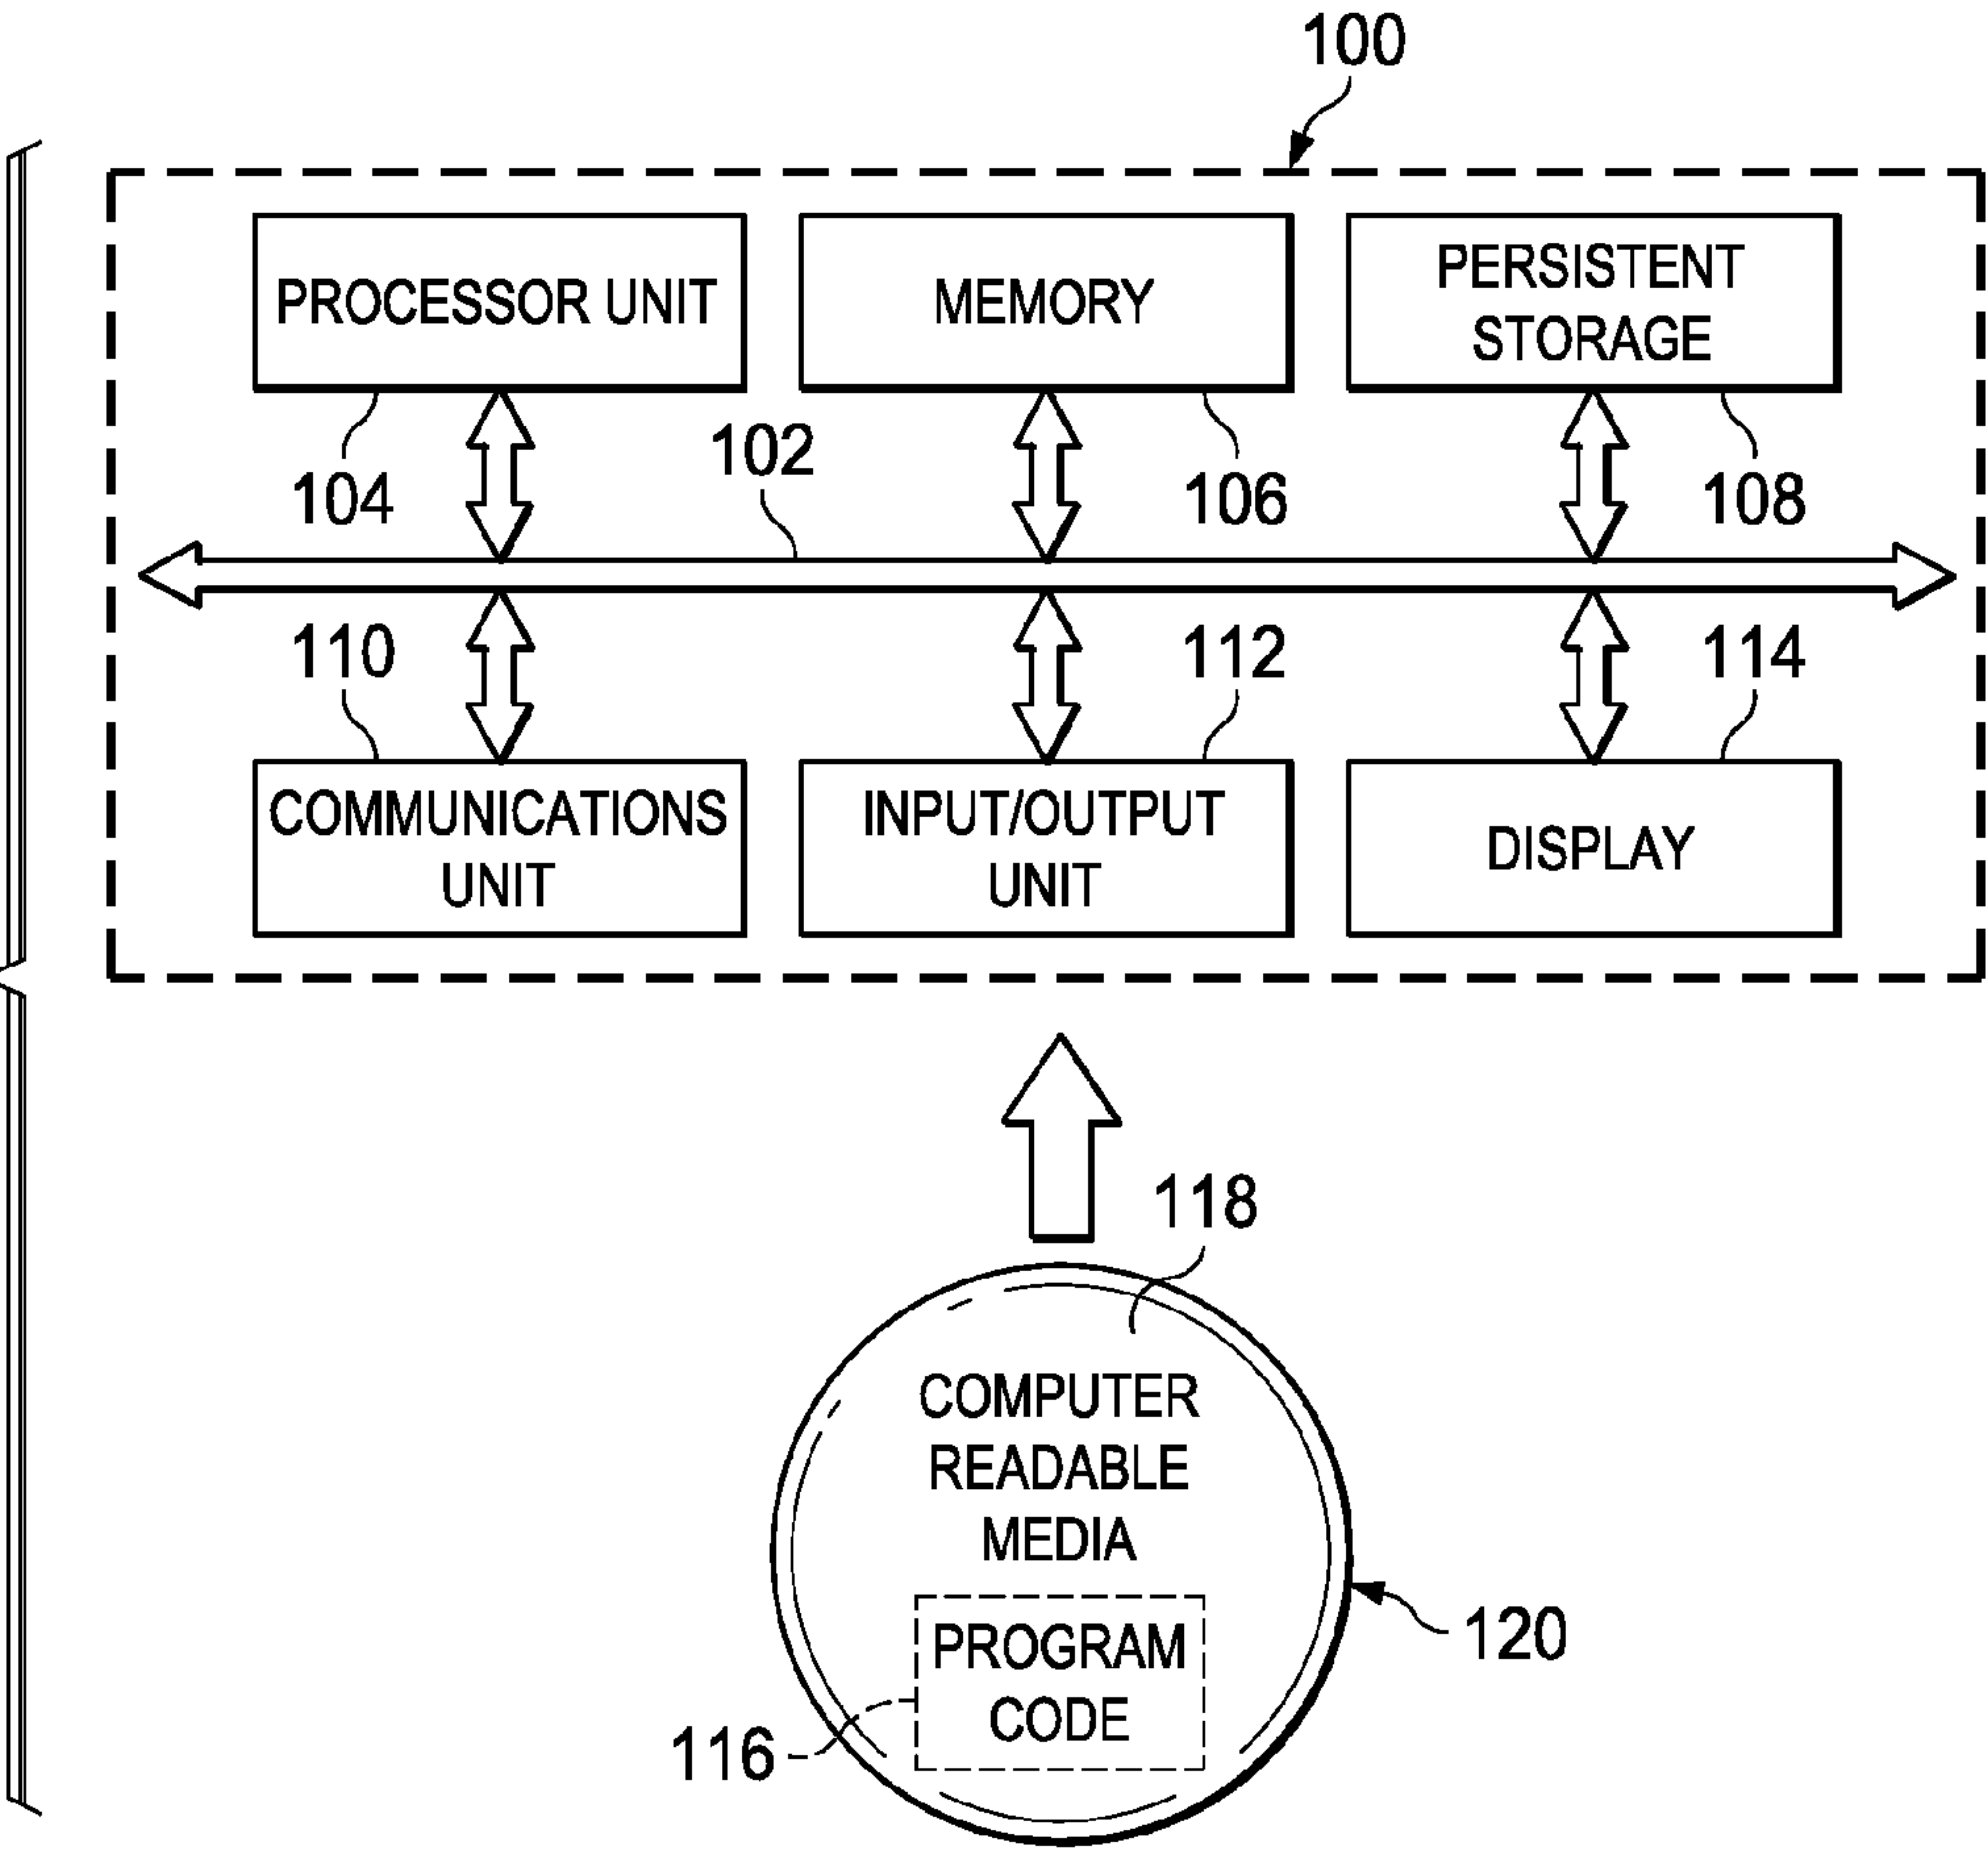 100
PROCESSOR UNIT
MEMORY
PERSISTENT
STORAGE
104
102
106
108
110
112
114
COMMUNICATIONS
UNIT
INPUT/OUTPUT
UNIT
DISPLAY
118
COMPUTER
READABLE
MEDIA
PROGRAM
CODE
120
116